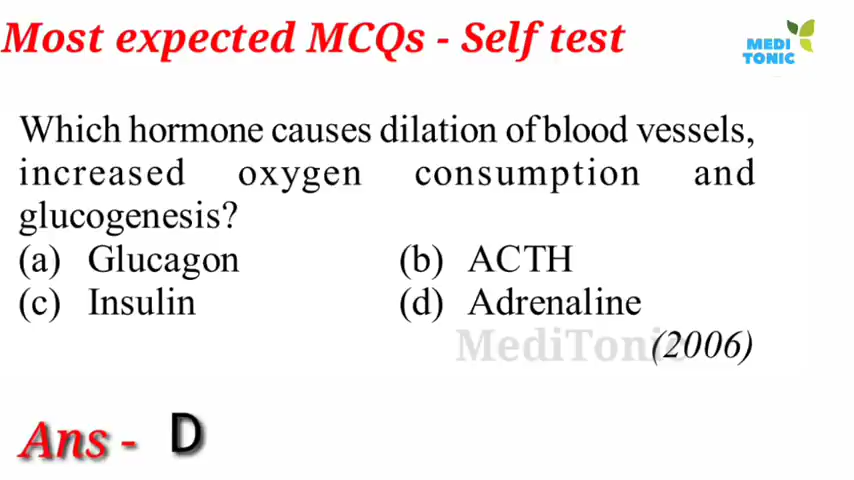 Most expected MCQs - Self test
MEDI
TONIC
Which hormone causes dilation of blood vessels,
increased oxygen consumption and
glucogenesis?
(a) Glucagon (b) ACTH
(c) Insulin (d) Adrenaline
MediTonic (2006)
Ans - D